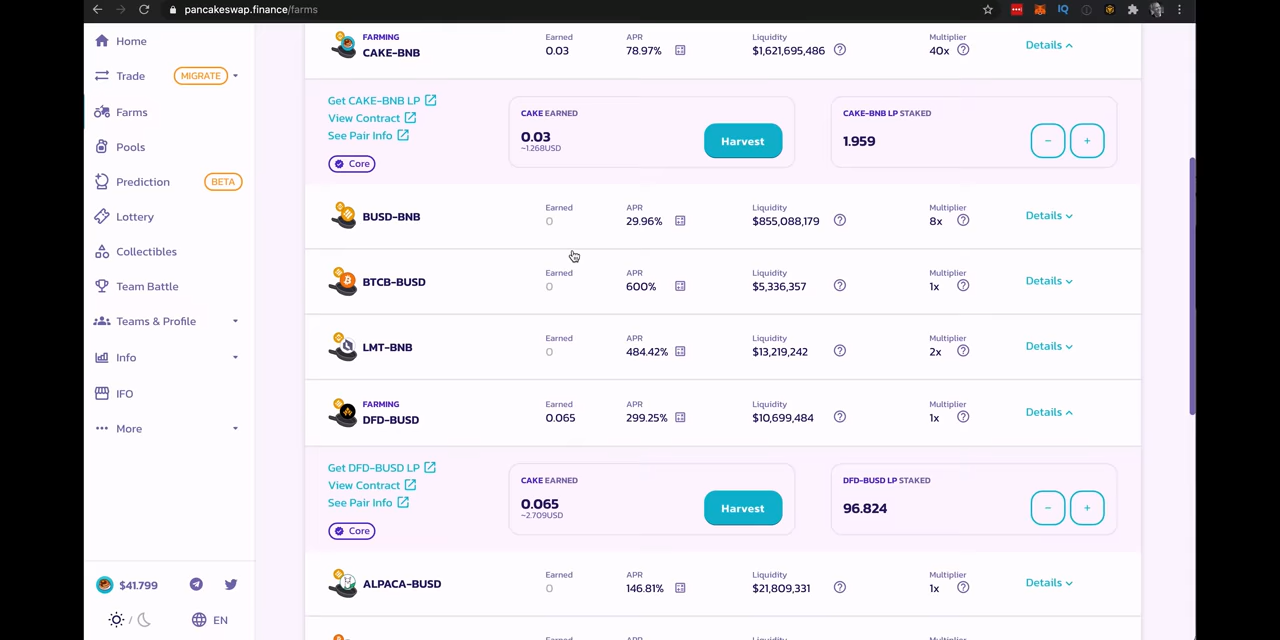 pancakeswap.finance/farms
Home
Trade MIGRATE
Farms
Pools
Prediction BETA
Lottery
Collectibles
Team Battle
Teams & Profile
Info
IFO
More
$41.799
/ EN
FARMING
CAKE-BNB
Earned
0.03
APR
78.97%
Liquidity
$1,621,695,486
Multiplier
40x
Details
Get CAKE-BNB LP
View Contract
See Pair Info
Core
CAKE EARNED
0.03
~1.268USD
Harvest
CAKE-BNB LP STAKED
1.959
−
+
BUSD-BNB
Earned
0
APR
29.96%
Liquidity
$855,088,179
Multiplier
8x
Details
BTCB-BUSD
Earned
0
APR
600%
Liquidity
$5,336,357
Multiplier
1x
Details
LMT-BNB
Earned
0
APR
484.42%
Liquidity
$13,219,242
Multiplier
2x
Details
FARMING
DFD-BUSD
Earned
0.065
APR
299.25%
Liquidity
$10,699,484
Multiplier
1x
Details
Get DFD-BUSD LP
View Contract
See Pair Info
Core
CAKE EARNED
0.065
~2.709USD
Harvest
DFD-BUSD LP STAKED
96.824
−
+
ALPACA-BUSD
Earned
0
APR
146.81%
Liquidity
$21,809,331
Multiplier
1x
Details